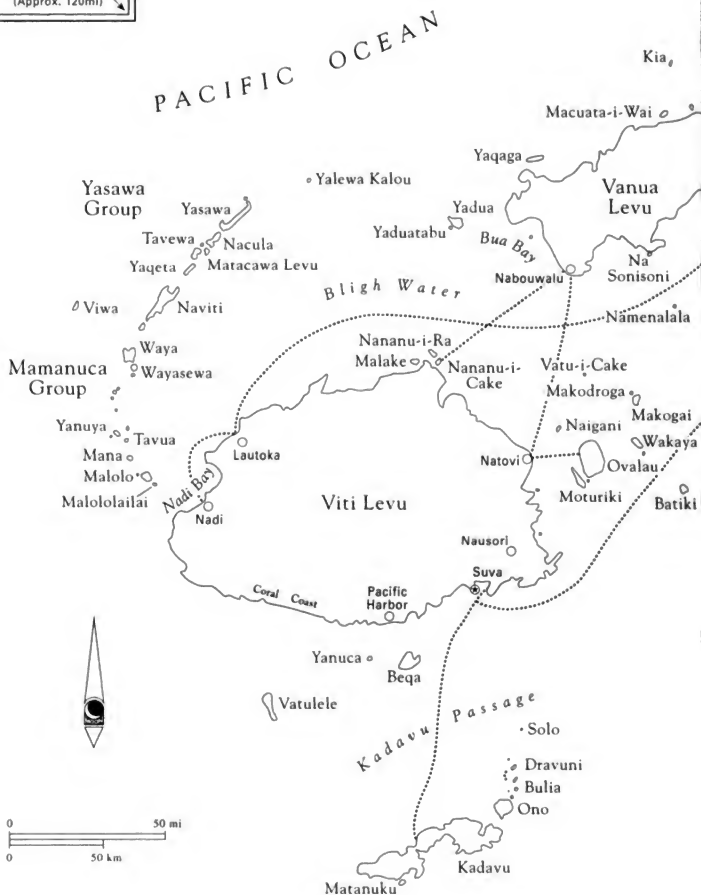 (Approx. 120mi)
PACIFIC OCEAN
Kia
Macuata-i-Wai
Yaqaga
Yalewa Kalou
Vanua
Levu
Yasawa
Group
Yasawa
Yadua
Yaduatabu
Bua Bay
Tavewa
Nacula
Yaqeta
Matacawa Levu
Na
Sonisoni
Nabouwalu
Bligh Water
Viwa
Naviti
Namenalala
Nananu-i-Ra
Malake
Nananu-i-
Cake
Vatu-i-Cake
Waya
Wayasewa
Mamanuca
Group
Makodroga
Makogai
Yanuya
Tavua
Naigani
Wakaya
Mana
Lautoka
Natovi
Ovalau
Malolo
Malololailai
Nadi Bay
Moturiki
Batiki
Viti Levu
Nadi
Nausori
Suva
Coral Coast
Pacific
Harbor
Yanuca
Beqa
Vatulele
Kadavu Passage
Solo
Dravuni
Bulia
Ono
0 50 mi
0 50 km
Kadavu
Matanuku